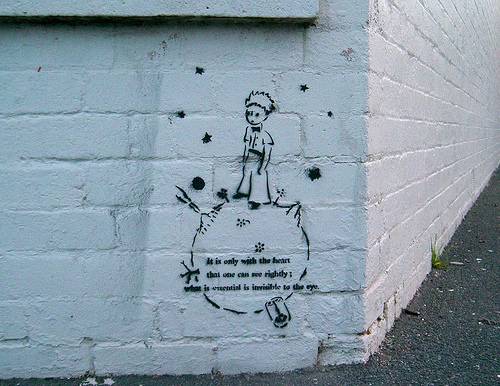 It is only with the heart
that one can see rightly;
what is essential is invisible to the eye.